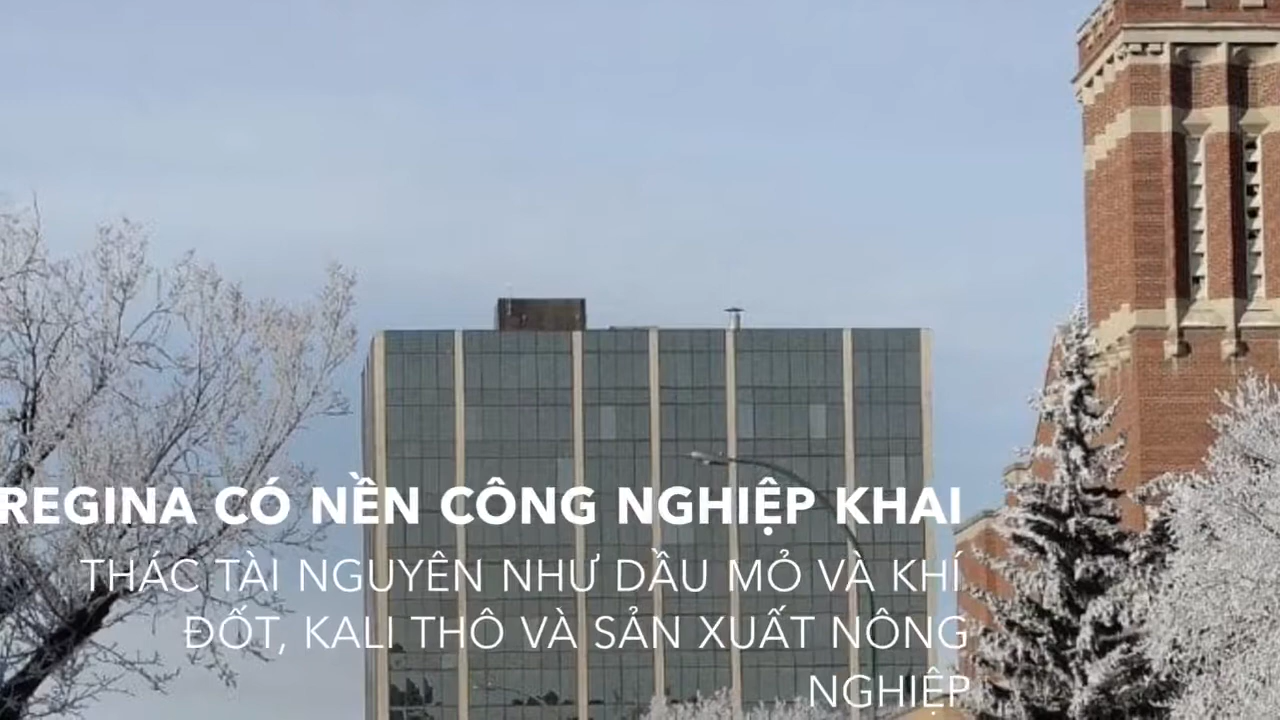 REGINA CÓ NỀN CÔNG NGHIỆP KHAI
THÁC TÀI NGUYÊN NHƯ DẦU MỎ VÀ KHÍ
ĐỐT, KALI THÔ VÀ SẢN XUẤT NÔNG
NGHIỆP